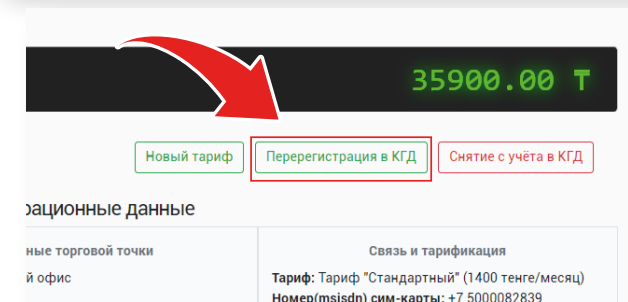 35900.00 ₸
Новый тариф Перерегистрация в КГД Снятие с учёта в КГД
рационные данные
ные торговой точки Связь и тарификация
й офис Тариф: Тариф "Стандартный" (1400 тенге/месяц)
Номер(msisdn) сим-карты: +7 5000082839